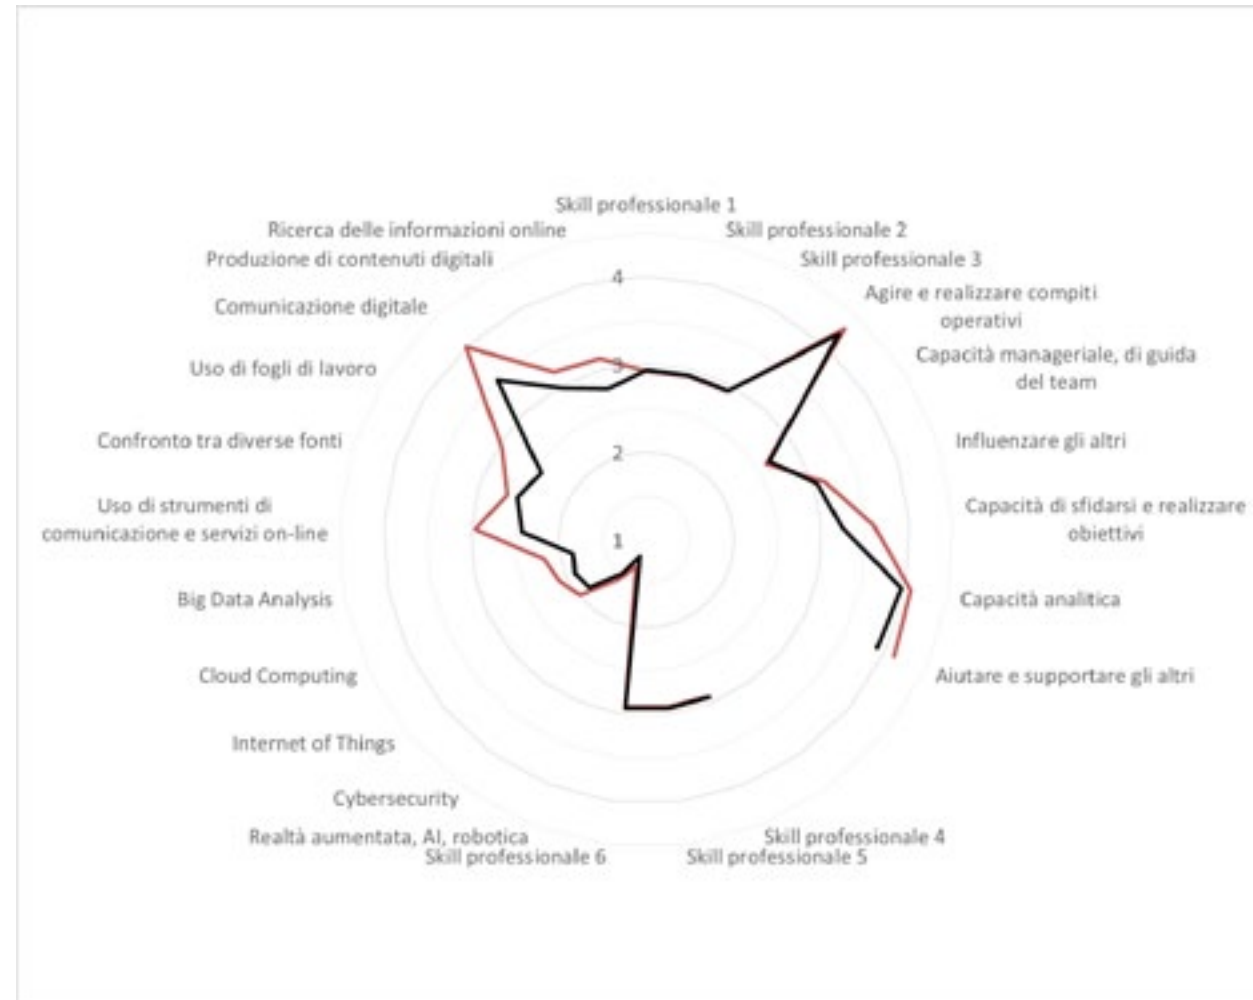 Skill professionale 1
Skill professionale 2
Skill professionale 3
Agire e realizzare compiti
operativi
Capacità manageriale, di guida
del team
Influenzare gli altri
Capacità di sfidarsi e realizzare
obiettivi
Capacità analitica
Aiutare e supportare gli altri
Skill professionale 4
Skill professionale 5
Skill professionale 6
Realtà aumentata, AI, robotica
Cybersecurity
Internet of Things
Cloud Computing
Big Data Analysis
Uso di strumenti di
comunicazione e servizi on-line
Confronto tra diverse fonti
Uso di fogli di lavoro
Comunicazione digitale
Produzione di contenuti digitali
Ricerca delle informazioni online
4
3
2
1